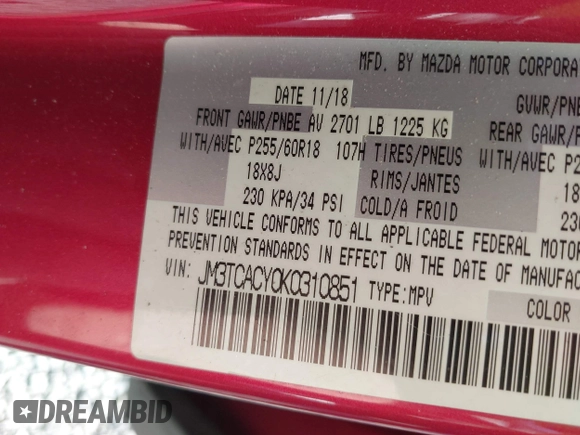 MFD. BY MAZDA MOTOR CORPORA
DATE 11/18
GVWR/PN
FRONT GAWR/PNBE AV 2701 LB 1225 KG
REAR GAWR/
WITH/AVEC P255/60R18 107H TIRES/PNEUS WITH/AVEC P2
18X8J RIMS/JANTES 18
230 KPA/34 PSI COLD/A FROID 230
THIS VEHICLE CONFORMS TO ALL APPLICABLE FEDERAL MOTOR
PREVENTION STANDARDS IN EFFECT ON THE DATE OF MANUFAC
VIN: JM3TCACY0K0310851 TYPE:MPV
COLOR
DREAMBID